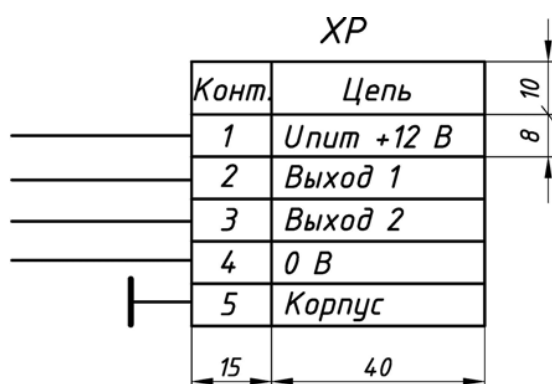 XP
Конт. Цепь
10
1 Uпит +12 В
8
2 Выход 1
3 Выход 2
4 0 В
5 Корпус
15 40